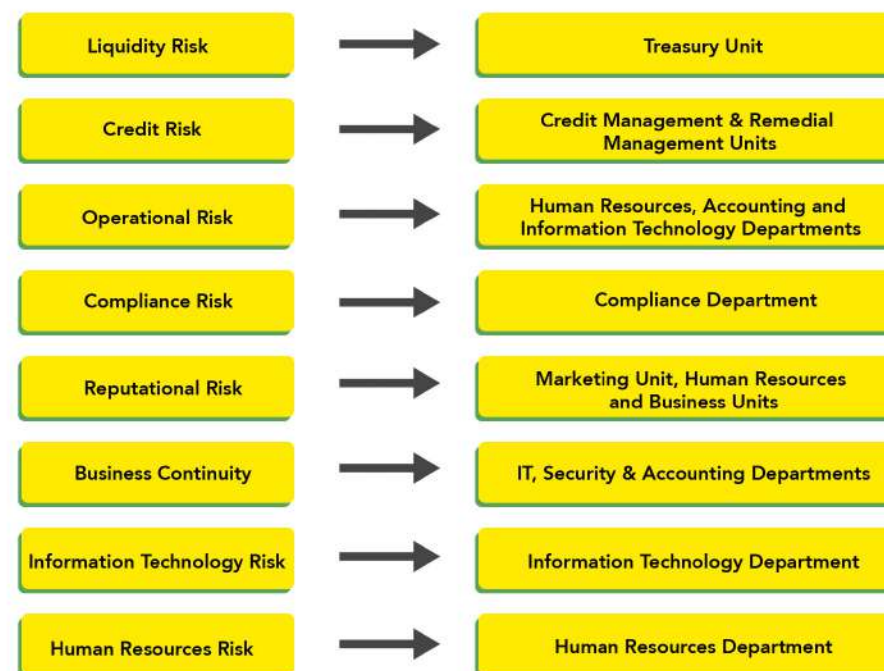 Liquidity Risk
Treasury Unit
Credit Risk
Credit Management & Remedial
Management Units
Operational Risk
Human Resources, Accounting and
Information Technology Departments
Compliance Risk
Compliance Department
Reputational Risk
Marketing Unit, Human Resources
and Business Units
Business Continuity
IT, Security & Accounting Departments
Information Technology Risk
Information Technology Department
Human Resources Risk
Human Resources Department